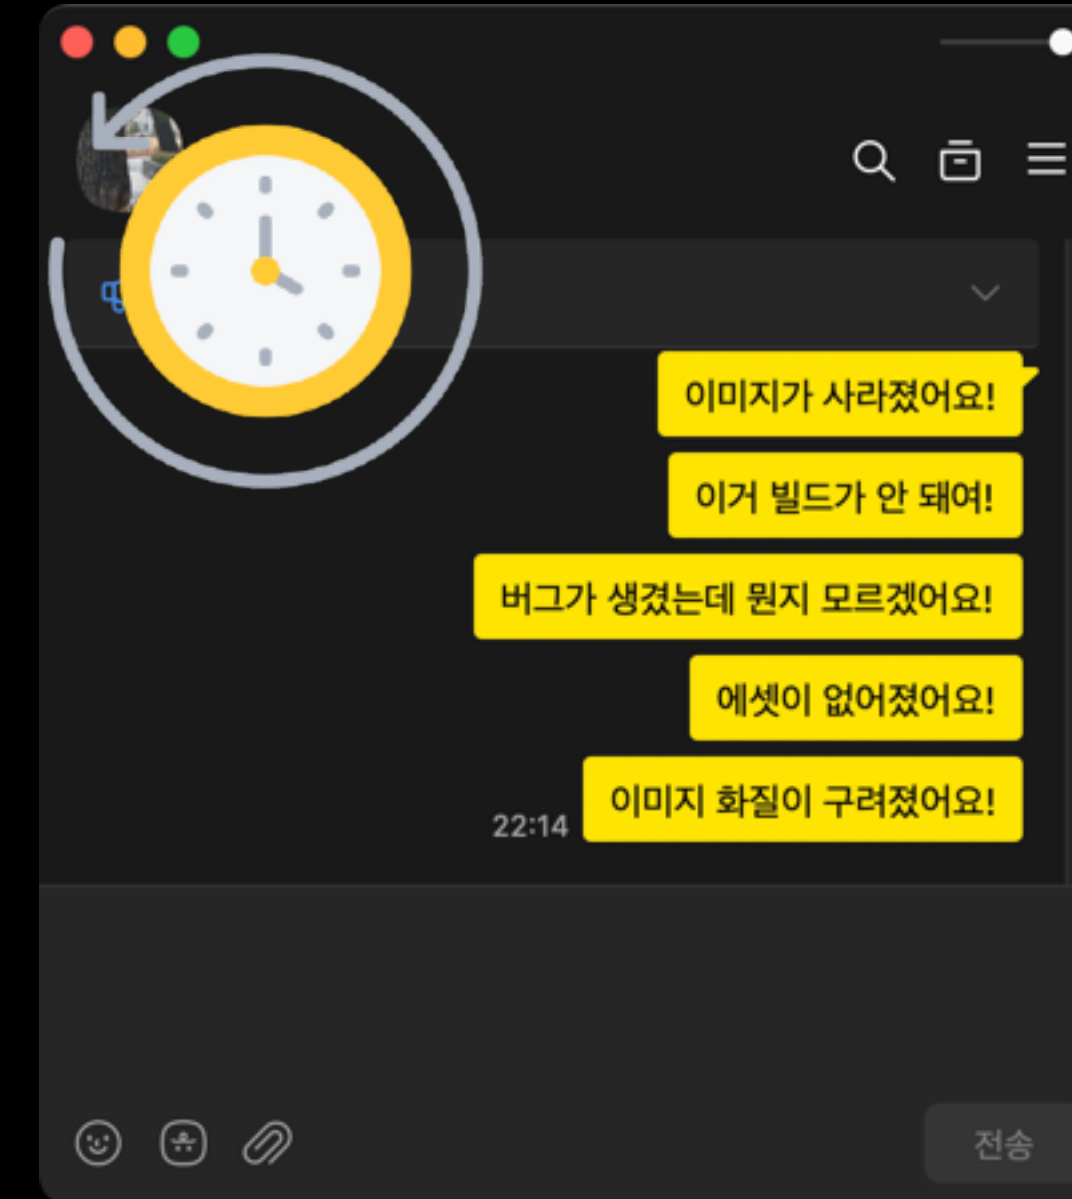 이미지가 사라졌어요!
이거 빌드가 안 돼여!
버그가 생겼는데 뭔지 모르겠어요!
에셋이 없어졌어요!
이미지 화질이 구려졌어요!
22:14
전송